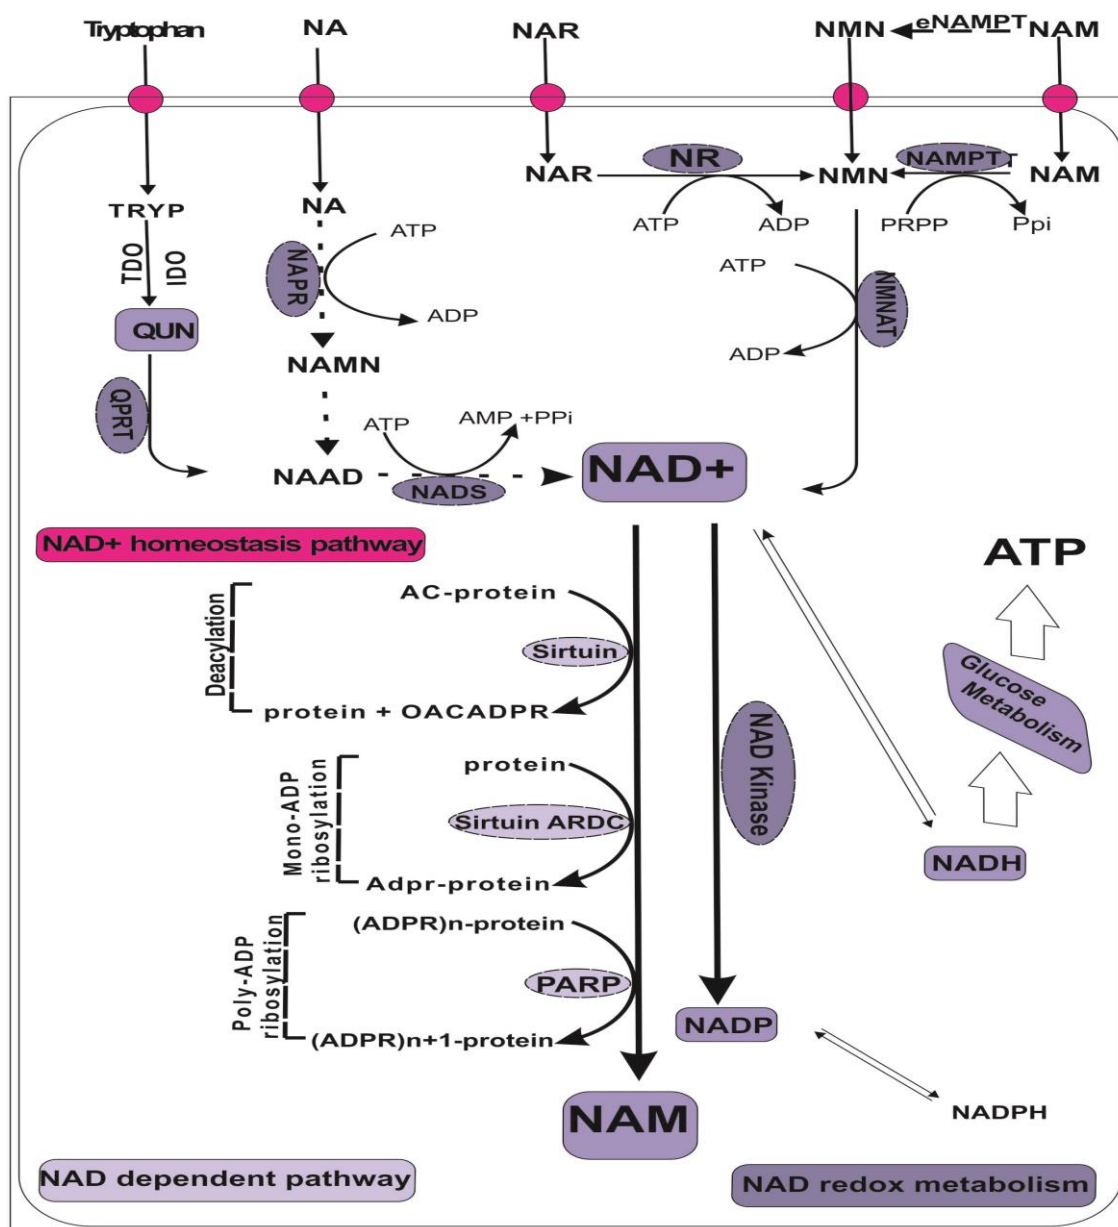 Tryptophan
NA
NAR
NMN
eNAMPT
NAM
NAR
NR
NMN
NAMPTT
NAM
TRYP
NA
ATP
ADP
PRPP
Ppi
TDO
IDO
NAPR
ATP
ADP
ATP
NMNAT
ADP
QUN
NAMN
QPRT
ATP
AMP +PPi
NAAD
NADS
NAD+
NAD+ homeostasis pathway
ATP
Deacylation
AC-protein
Sirtuin
protein + OACADPR
Glucose
Metabolism
NAD Kinase
Mono-ADP
ribosylation
protein
Sirtuin ARDC
Adpr-protein
NADH
Poly-ADP
ribosylation
(ADPR)n-protein
PARP
(ADPR)n+1-protein
NADP
NAM
NADPH
NAD dependent pathway
NAD redox metabolism